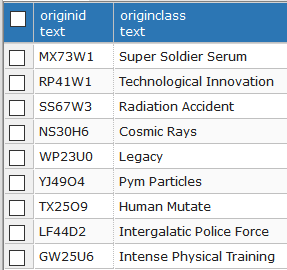 originid originclass
text text
MX73W1 Super Soldier Serum
RP41W1 Technological Innovation
SS67W3 Radiation Accident
NS30H6 Cosmic Rays
WP23U0 Legacy
YJ49O4 Pym Particles
TX25O9 Human Mutate
LF44D2 Intergalatic Police Force
GW25U6 Intense Physical Training